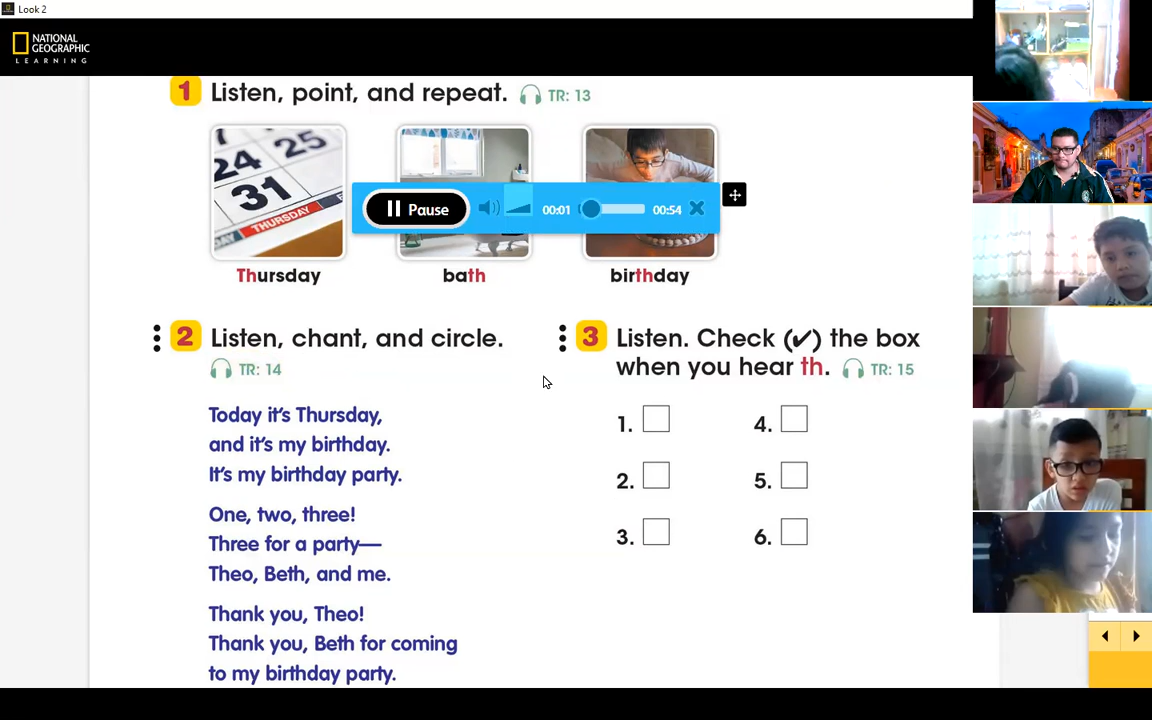 Look 2
NATIONAL
GEOGRAPHIC
LEARNING
1 Listen, point, and repeat. TR: 13
24 25
31
THURSDAY
Pause 00:01 00:54
Thursday bath birthday
2 Listen, chant, and circle.
TR: 14
Today it's Thursday,
and it's my birthday.
It's my birthday party.
One, two, three!
Three for a party—
Theo, Beth, and me.
Thank you, Theo!
Thank you, Beth for coming
to my birthday party.
3 Listen. Check (✔) the box
when you hear th. TR: 15
1. 4.
2. 5.
3. 6.